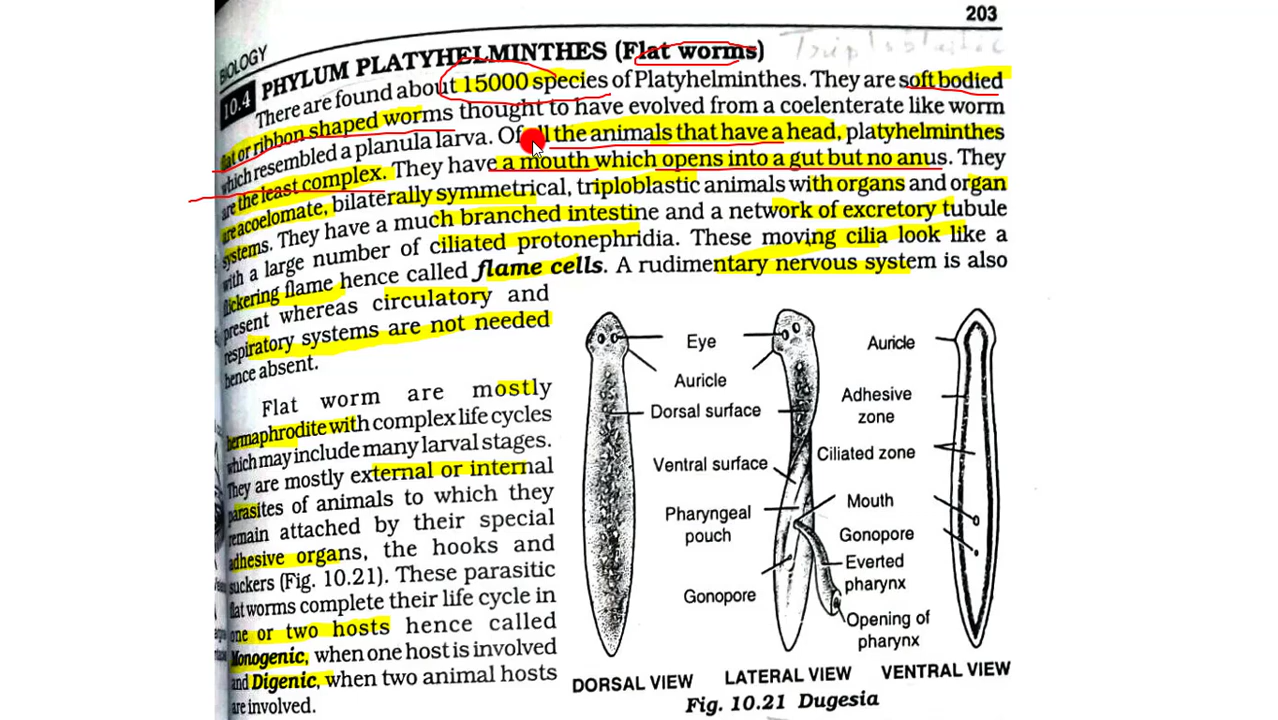 203
BIOLOGY
10.4 PHYLUM PLATYHELMINTHES (Flat worms)
Triploblastic
There are found about 15000 species of Platyhelminthes. They are soft bodied
flat or ribbon shaped worms thought to have evolved from a coelenterate like worm
which resembled a planula larva. Of all the animals that have a head, platyhelminthes
are the least complex. They have a mouth which opens into a gut but no anus. They
are acoelomate, bilaterally symmetrical, triploblastic animals with organs and organ
systems. They have a much branched intestine and a network of excretory tubule
with a large number of ciliated protonephridia. These moving cilia look like a
flickering flame hence called flame cells. A rudimentary nervous system is also
present whereas circulatory and
respiratory systems are not needed
hence absent.
Flat worm are mostly
hermaphrodite with complex life cycles
which may include many larval stages.
They are mostly external or internal
parasites of animals to which they
remain attached by their special
adhesive organs, the hooks and
suckers (Fig. 10.21). These parasitic
flat worms complete their life cycle in
one or two hosts hence called
Monogenic, when one host is involved
and Digenic, when two animal hosts
are involved.
Eye
Auricle
Dorsal surface
Ventral surface
Pharyngeal
pouch
Gonopore
Auricle
Adhesive
zone
Ciliated zone
Mouth
Gonopore
Everted
pharynx
Opening of
pharynx
DORSAL VIEW
LATERAL VIEW
VENTRAL VIEW
Fig. 10.21 Dugesia